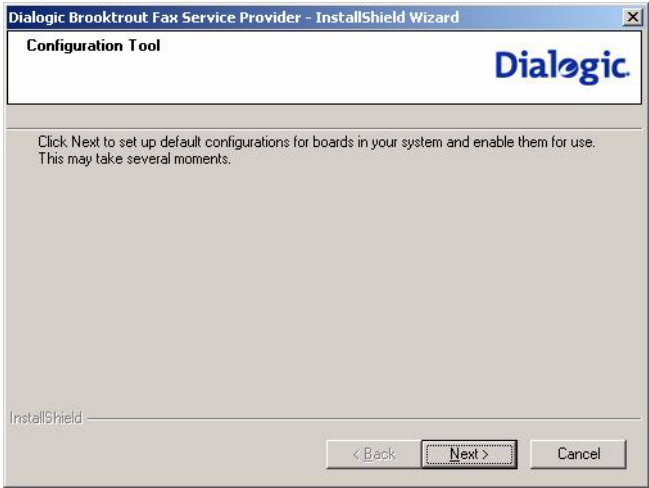 Dialogic Brooktrout Fax Service Provider - InstallShield Wizard
Configuration Tool
Dialogic.
Click Next to set up default configurations for boards in your system and enable them for use.
This may take several moments.
InstallShield
< Back
Next >
Cancel